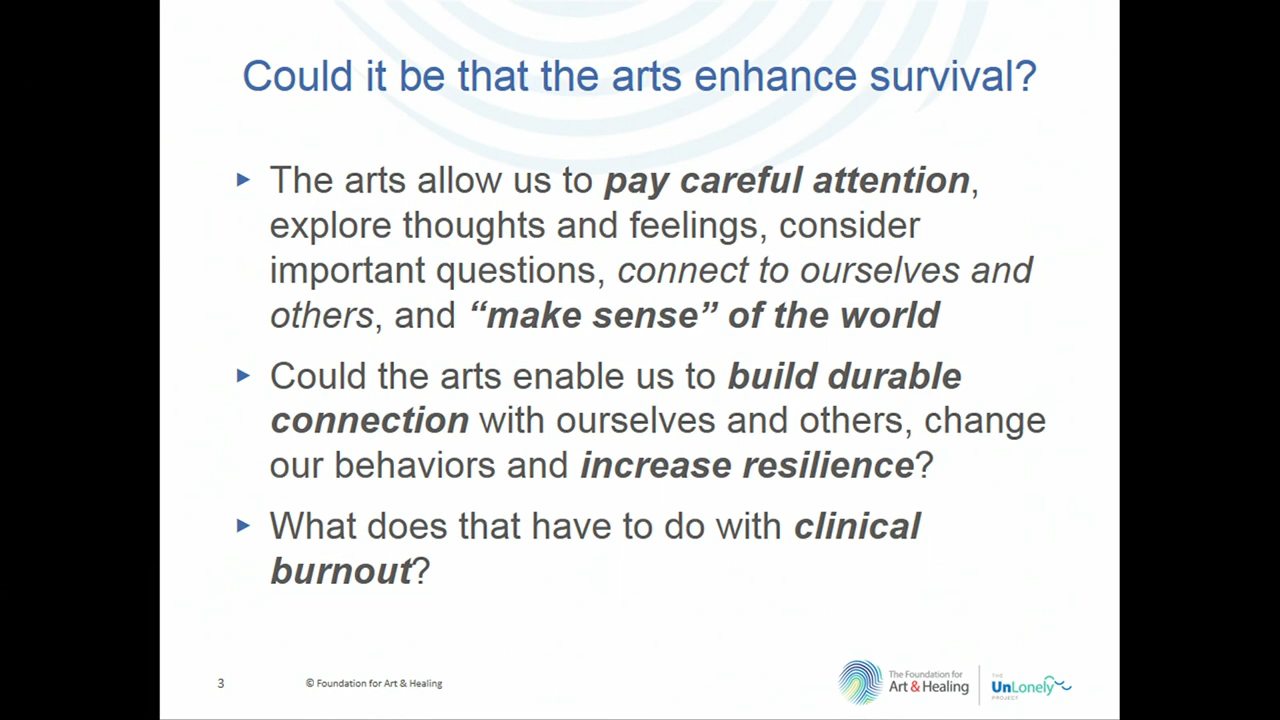 Could it be that the arts enhance survival?
The arts allow us to pay careful attention,
explore thoughts and feelings, consider
important questions, connect to ourselves and
others, and “make sense” of the world
Could the arts enable us to build durable
connection with ourselves and others, change
our behaviors and increase resilience?
What does that have to do with clinical
burnout?
3
© Foundation for Art & Healing
The Foundation for
Art & Healing
THE
UnLonely
PROJECT